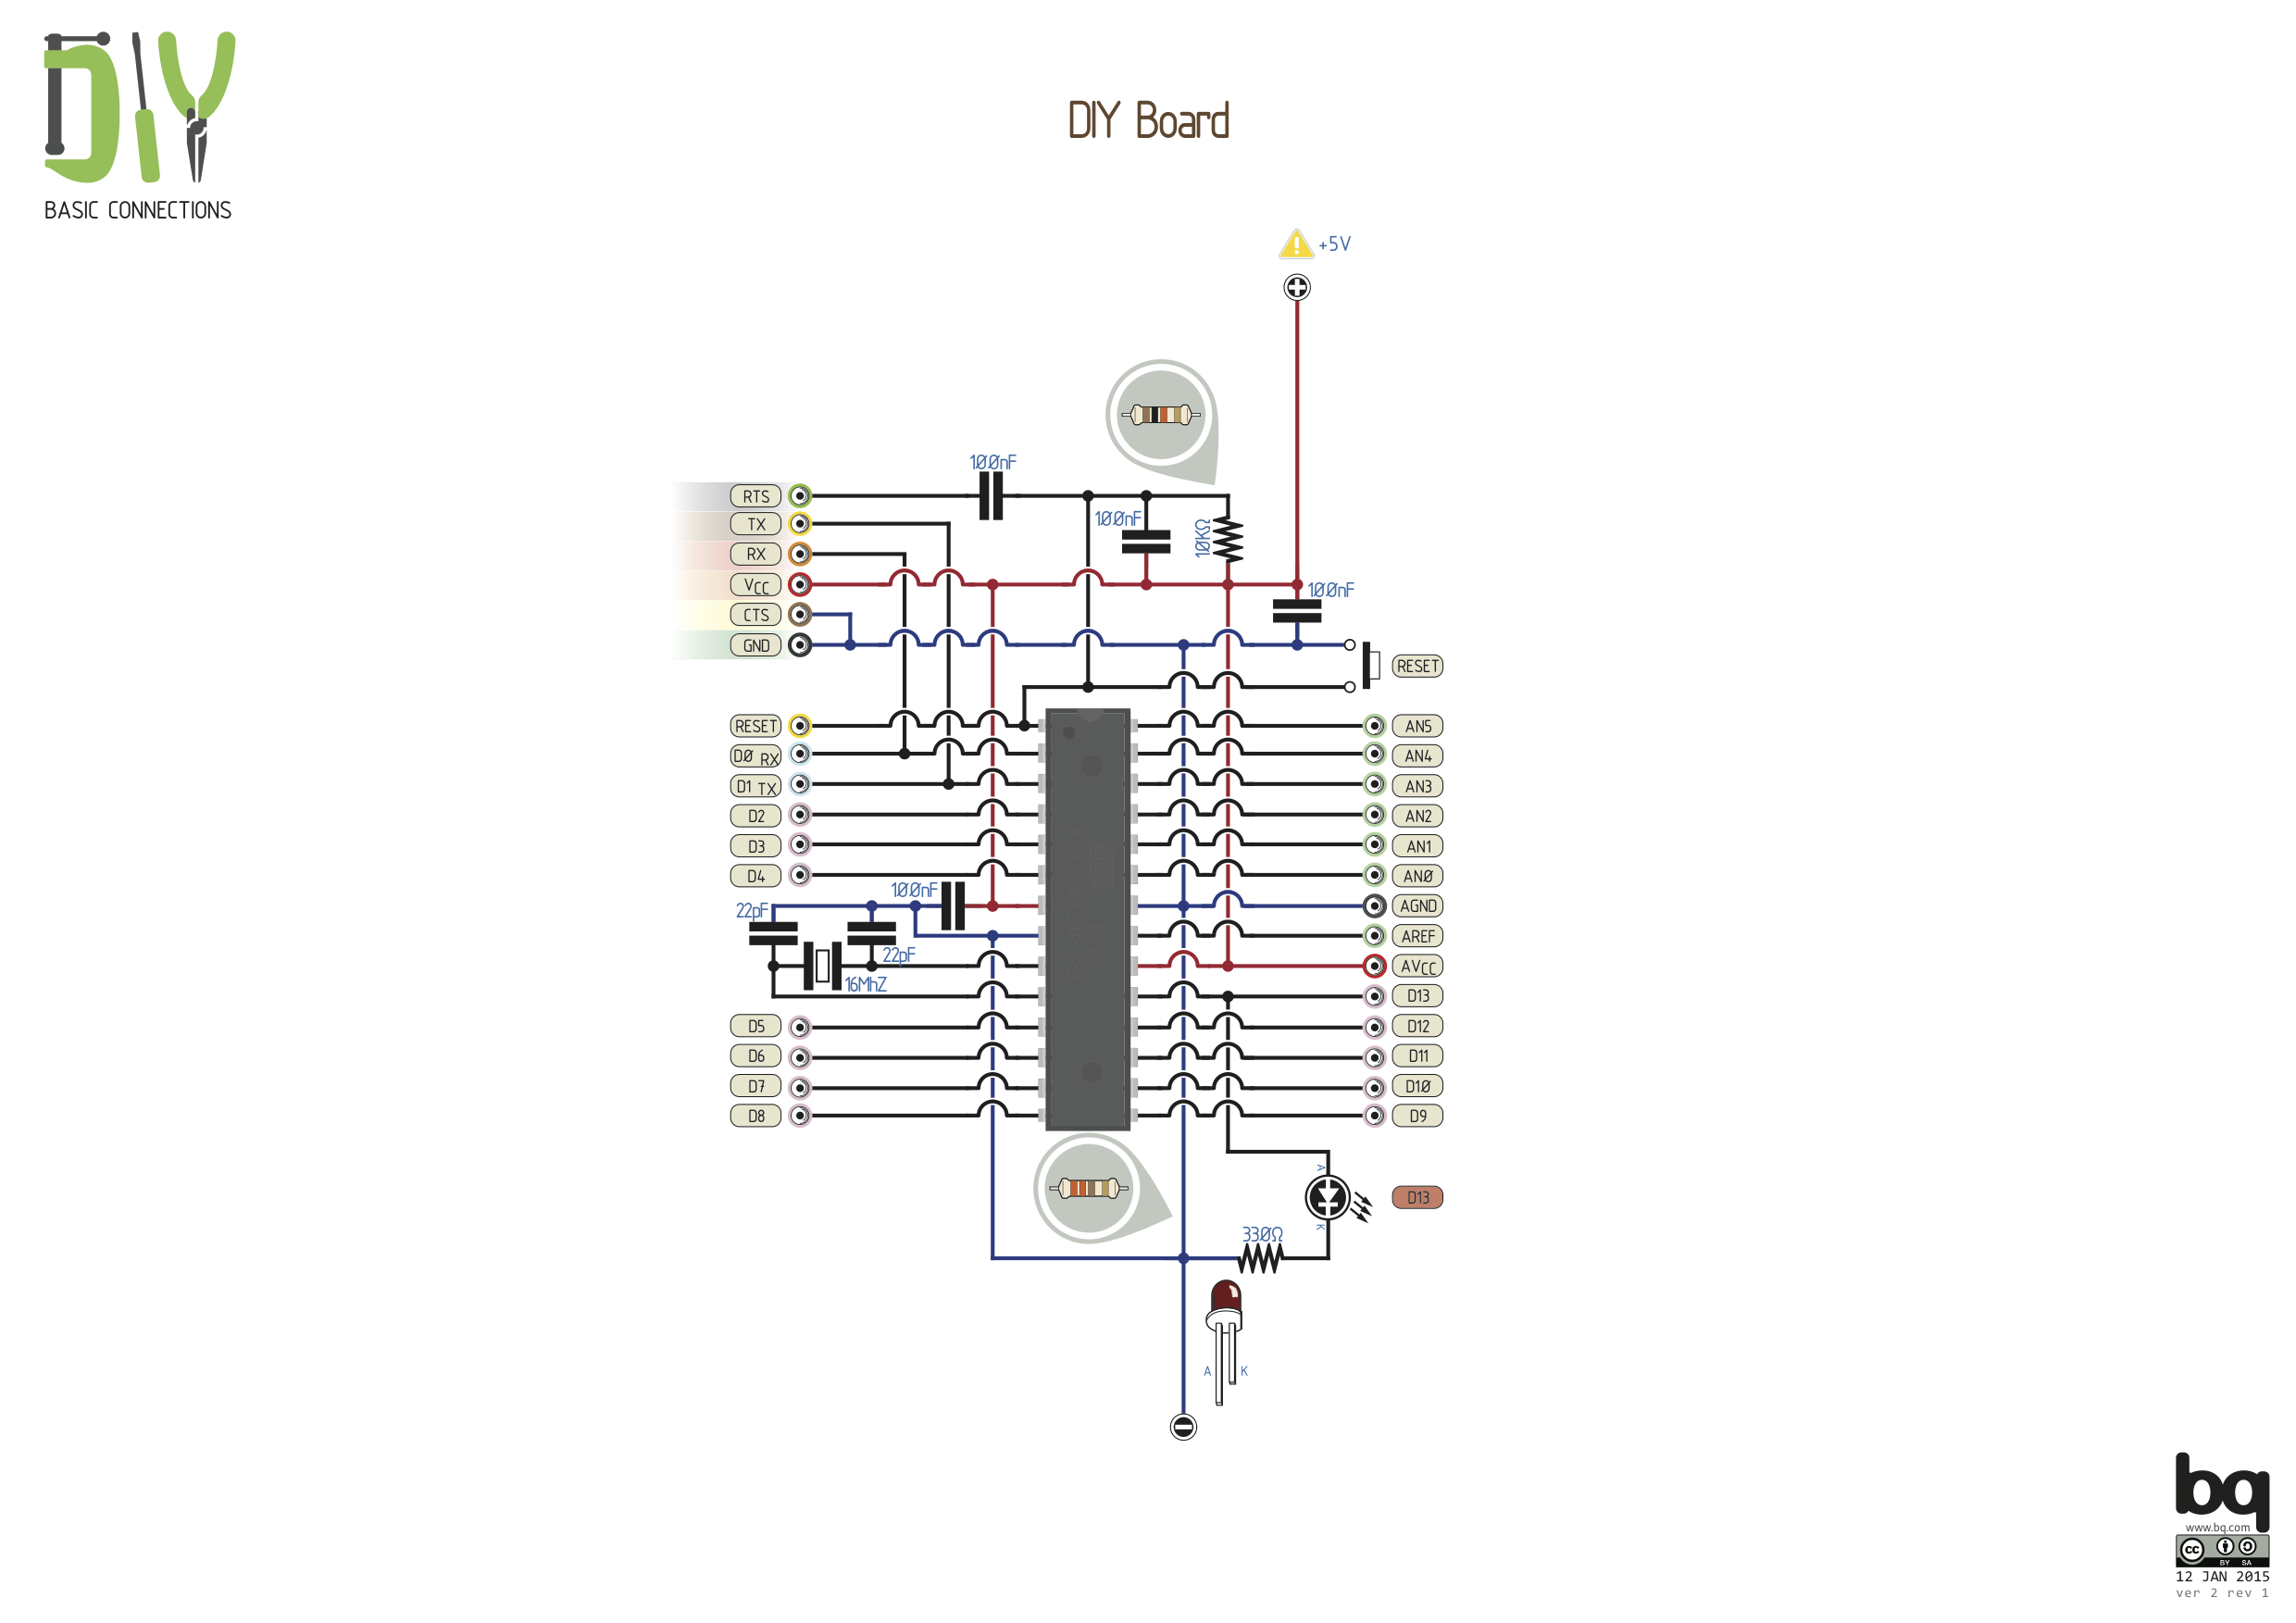 DIY
BASIC CONNECTIONS
DIY Board
+5V
100nF
RTS
TX
RX
VCC
CTS
GND
100nF
10KΩ
100nF
RESET
RESET
D0 RX
D1 TX
D2
D3
D4
AN5
AN4
AN3
AN2
AN1
AN0
AGND
AREF
AVCC
D13
D12
D11
D10
D9
100nF
22pF
22pF
16MhZ
D5
D6
D7
D8
A
K
D13
330Ω
A K
bq
www.bq.com
cc
BY SA
12 JAN 2015
ver 2 rev 1